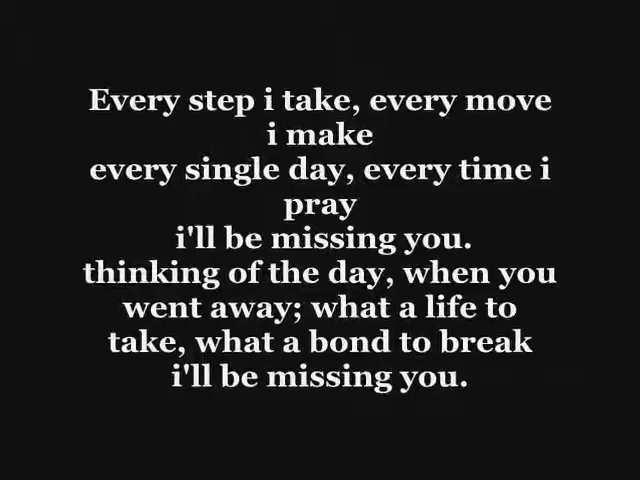 Every step i take, every move
i make
every single day, every time i
pray
i'll be missing you.
thinking of the day, when you
went away; what a life to
take, what a bond to break
i'll be missing you.